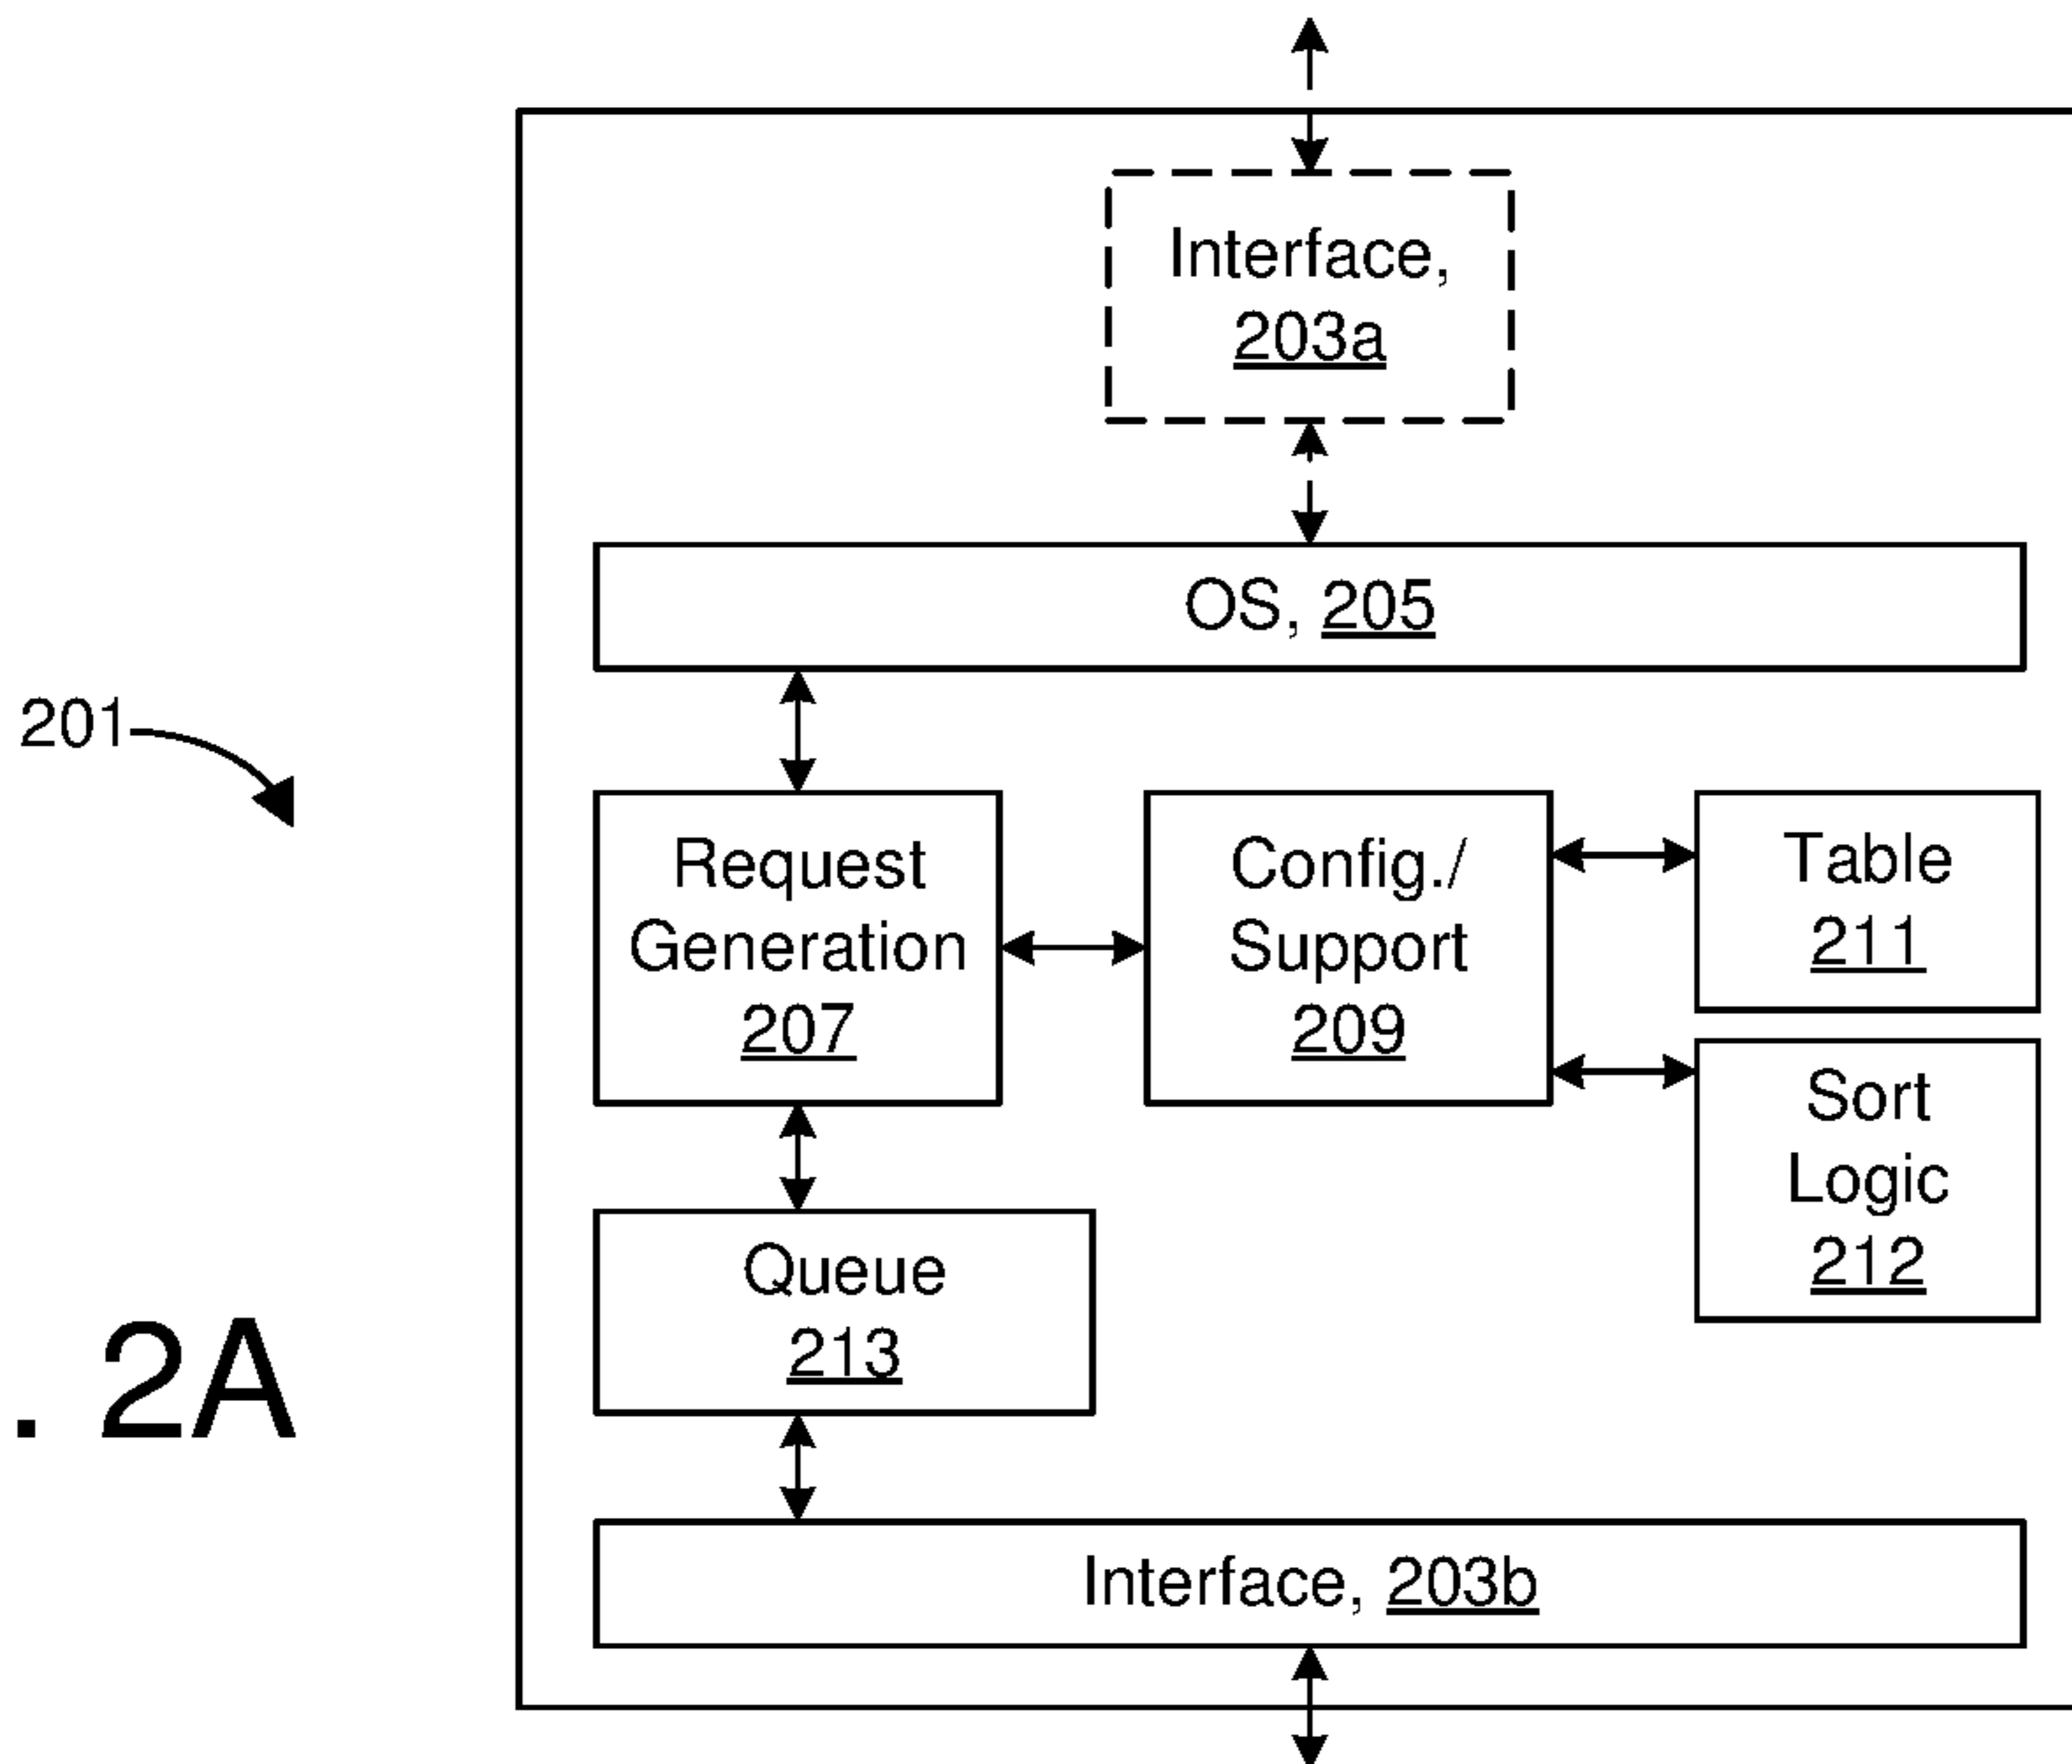 Interface,
203a
OS, 205
201
Request
Generation
207
Config./
Support
209
Table
211
Sort
Logic
212
Queue
213
. 2A
Interface, 203b